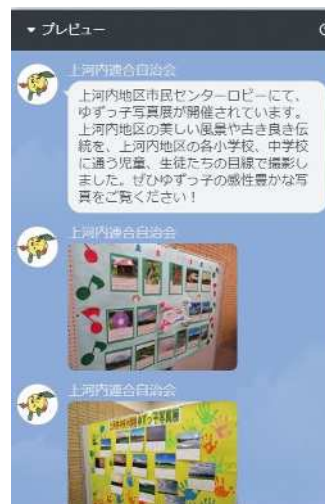 プレビュー
上河内連合自治会
上河内地区市民センターロビーにて、
ゆずっ子写真展が開催されています。
上河内地区の美しい風景や古き良き伝
統を、上河内地区の各小学校、中学校
に通う児童、生徒たちの目線で撮影し
ました。ぜひゆずっ子の感性豊かな写
真をご覧ください！
上河内連合自治会
上河内連合自治会
ゆずっ子写真展